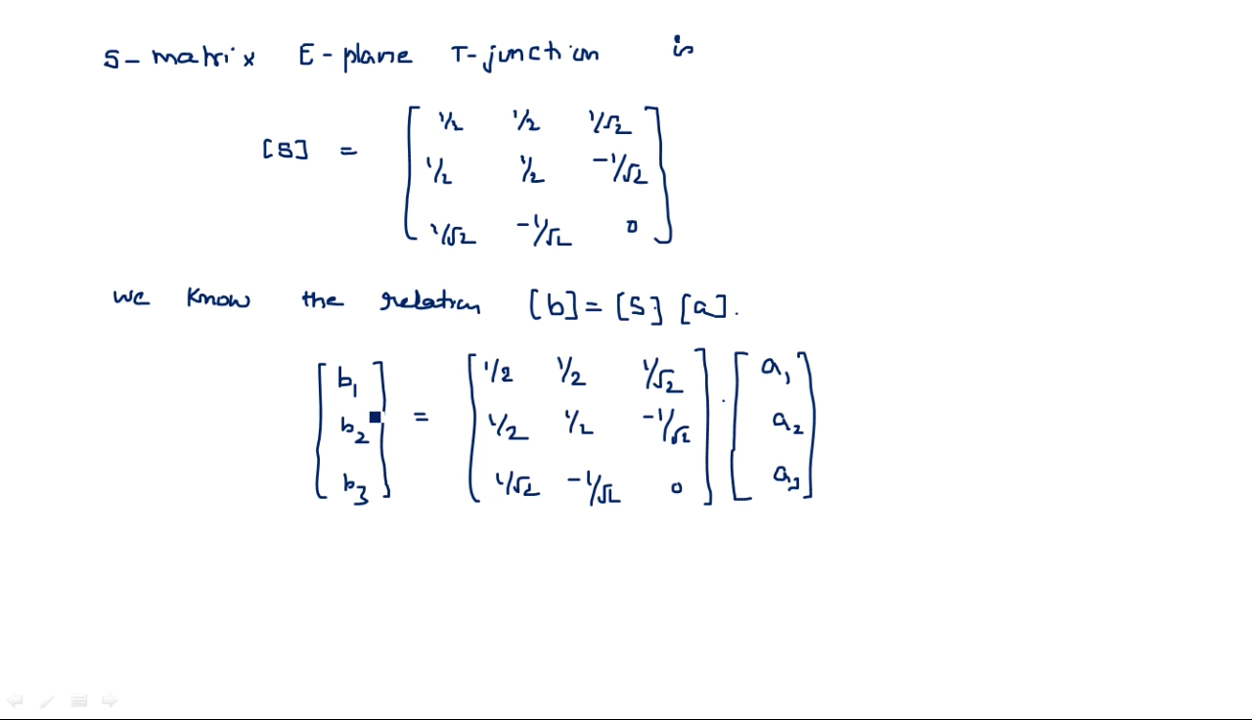 S-matrix E-plane T-junction is
[S] = [ 1/2 1/2 1/√2
1/2 1/2 -1/√2
1/√2 -1/√2 0 ]
we know the relation [b] = [S] [a].
[ b₁ b₂ b₃ ] = [ 1/2 1/2 1/√2
1/2 1/2 -1/√2
1/√2 -1/√2 0 ] . [ a₁ a₂ a₃ ]